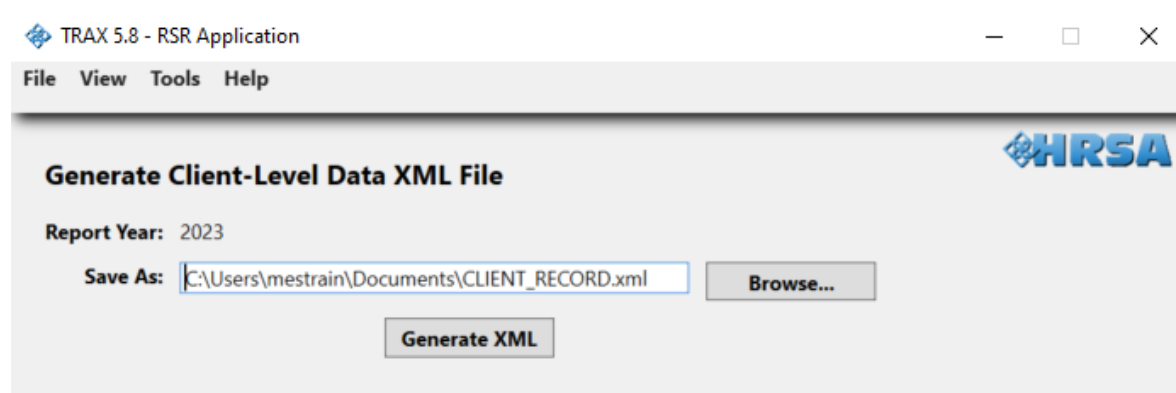 TRAX 5.8 - RSR Application
File View Tools Help
HRSA
Generate Client-Level Data XML File
Report Year: 2023
Save As: C:\Users\mestrain\Documents\CLIENT_RECORD.xml Browse...
Generate XML